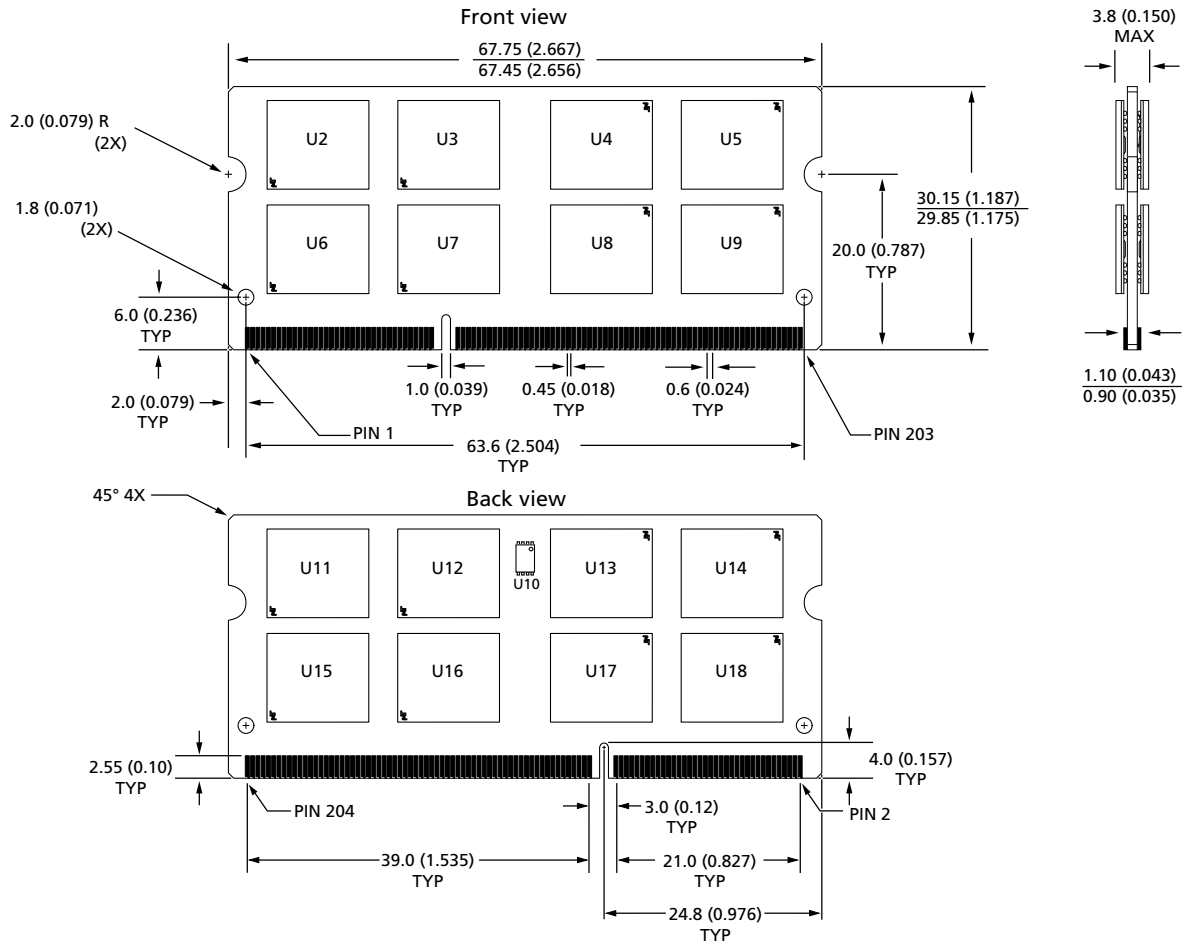 Front view
3.8 (0.150)
MAX
67.75 (2.667)
67.45 (2.656)
2.0 (0.079) R
(2X)
U2
U3
U4
U5
1.8 (0.071)
(2X)
30.15 (1.187)
29.85 (1.175)
20.0 (0.787)
TYP
U6
U7
U8
U9
6.0 (0.236)
TYP
1.0 (0.039)
TYP
0.45 (0.018)
TYP
0.6 (0.024)
TYP
1.10 (0.043)
0.90 (0.035)
2.0 (0.079)
TYP
PIN 1
PIN 203
63.6 (2.504)
TYP
45° 4X
Back view
U11
U12
U10
U13
U14
U15
U16
U17
U18
2.55 (0.10)
TYP
4.0 (0.157)
TYP
PIN 204
3.0 (0.12)
TYP
PIN 2
39.0 (1.535)
TYP
21.0 (0.827)
TYP
24.8 (0.976)
TYP